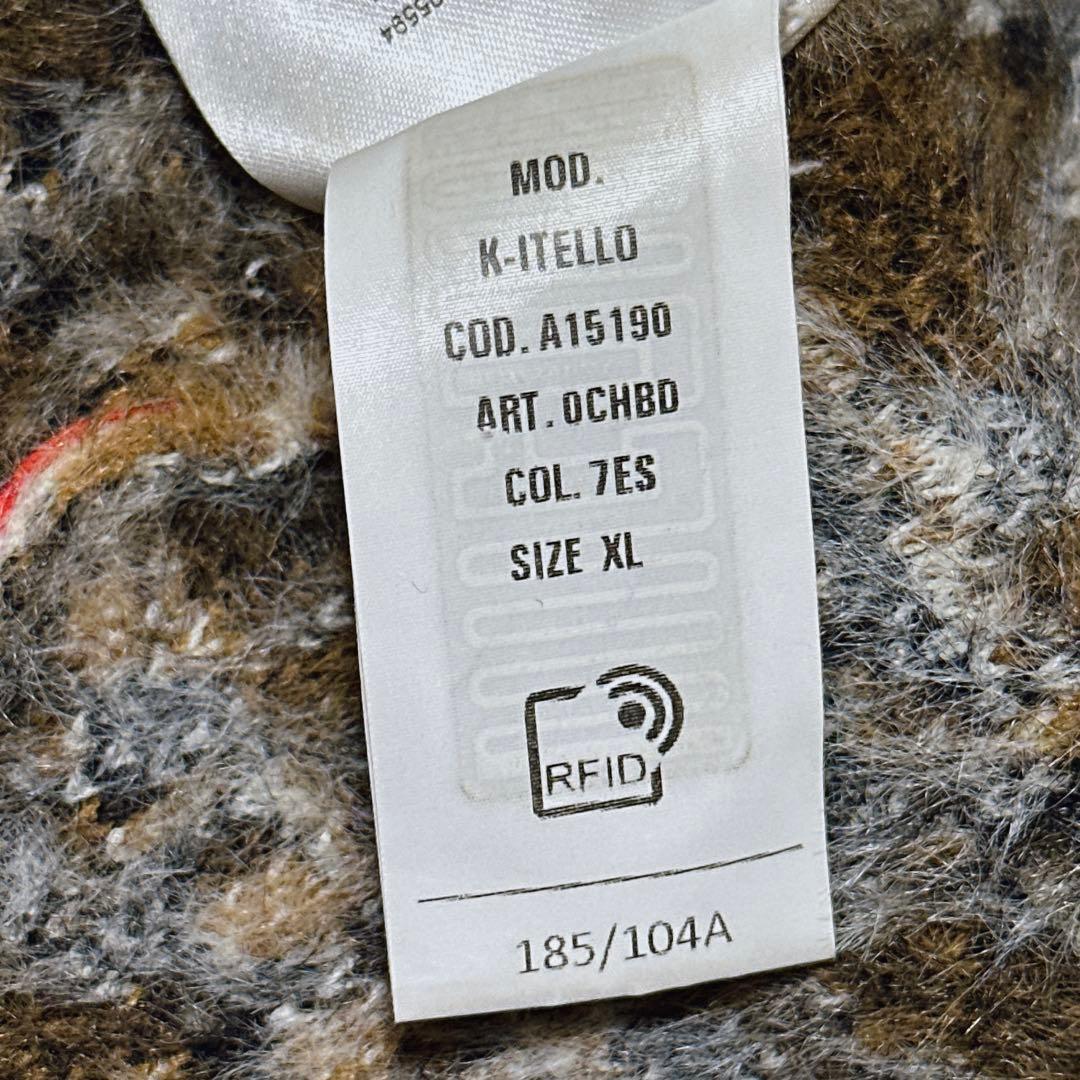 MOD.
K-ITELLO
COD. A15190
ART. 0CHBD
COL. 7ES
SIZE XL
RFID
185/104A